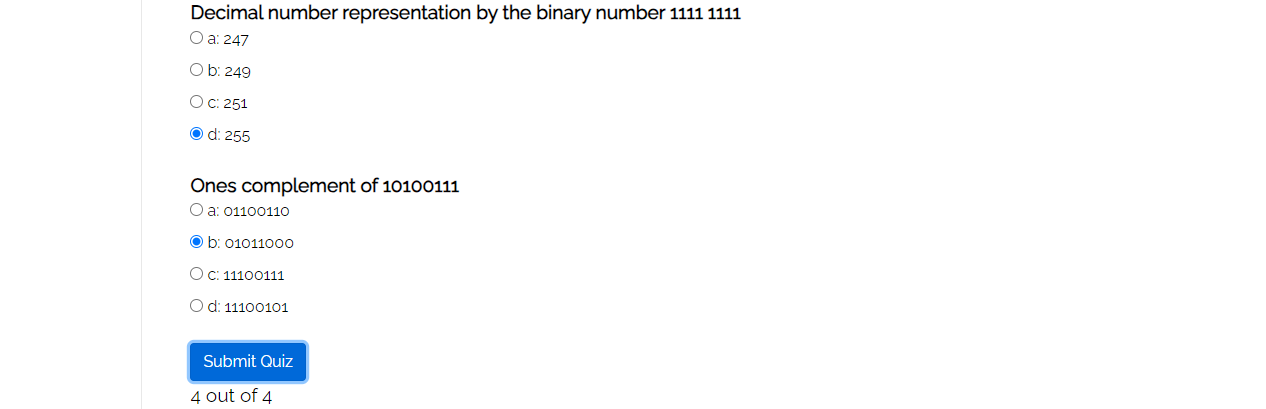 Decimal number representation by the binary number 1111 1111
a: 247
b: 249
c: 251
d: 255
Ones complement of 10100111
a: 01100110
b: 01011000
c: 11100111
d: 11100101
Submit Quiz
4 out of 4